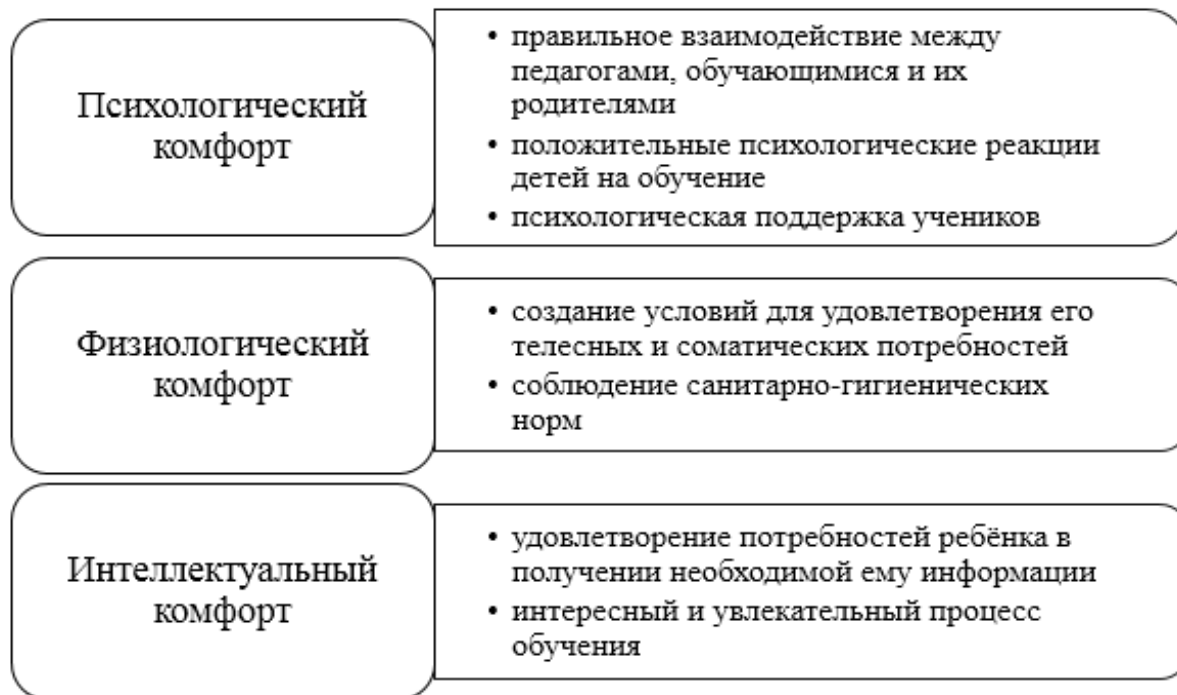 Психологический
комфорт
• правильное взаимодействие между
педагогами, обучающимися и их
родителями
• положительные психологические реакции
детей на обучение
• психологическая поддержка учеников
Физиологический
комфорт
• создание условий для удовлетворения его
телесных и соматических потребностей
• соблюдение санитарно-гигиенических
норм
Интеллектуальный
комфорт
• удовлетворение потребностей ребёнка в
получении необходимой ему информации
• интересный и увлекательный процесс
обучения